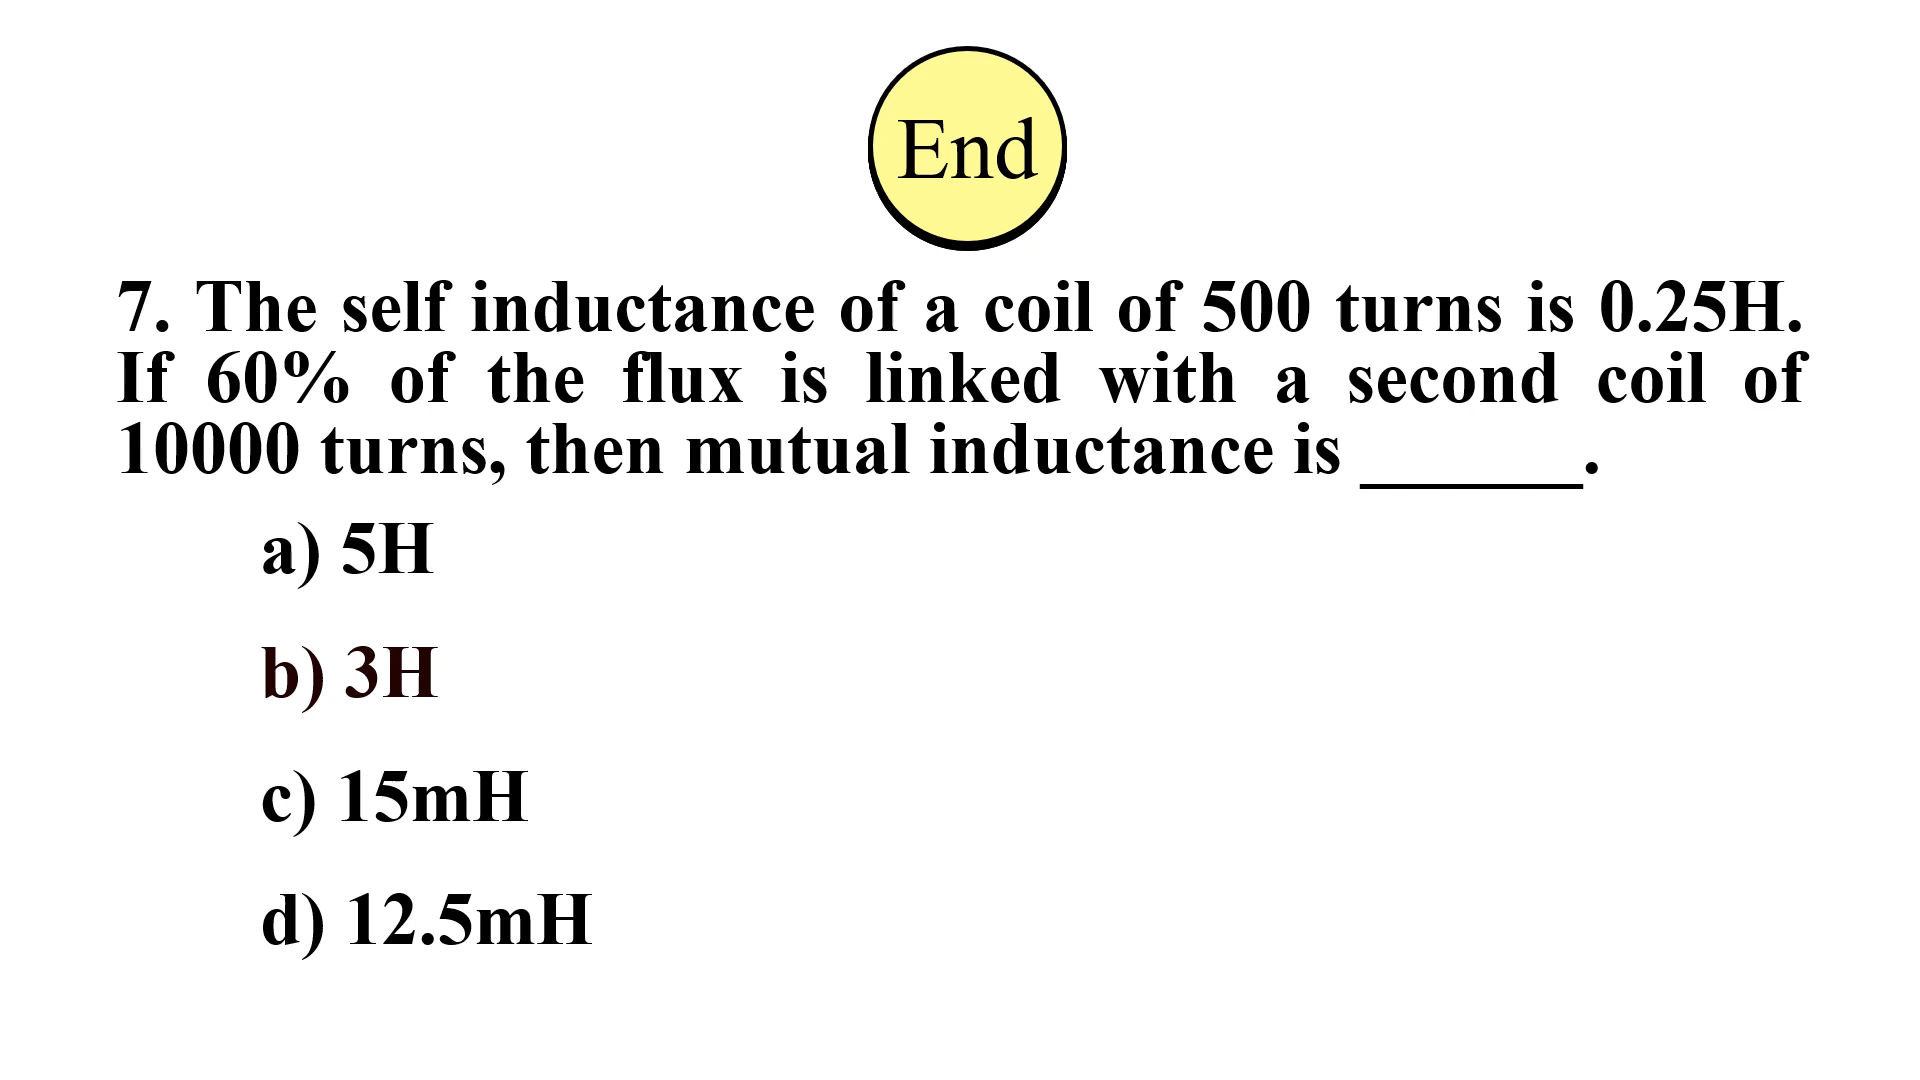 End
7. The self inductance of a coil of 500 turns is 0.25H.
If 60% of the flux is linked with a second coil of
10000 turns, then mutual inductance is ______.
a) 5H
b) 3H
c) 15mH
d) 12.5mH